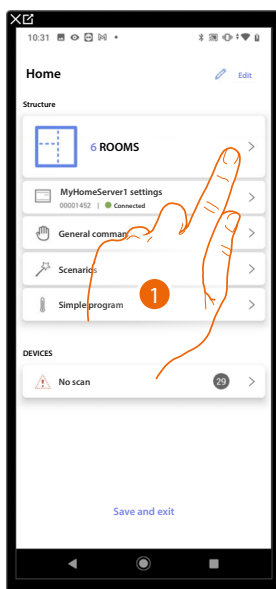 10:31
Home
Edit
Structure
6 ROOMS
MyHomeServer1 settings
00001452 | Connected
General comman
Scenarios
1
Simple program
DEVICES
No scan
29
Save and exit